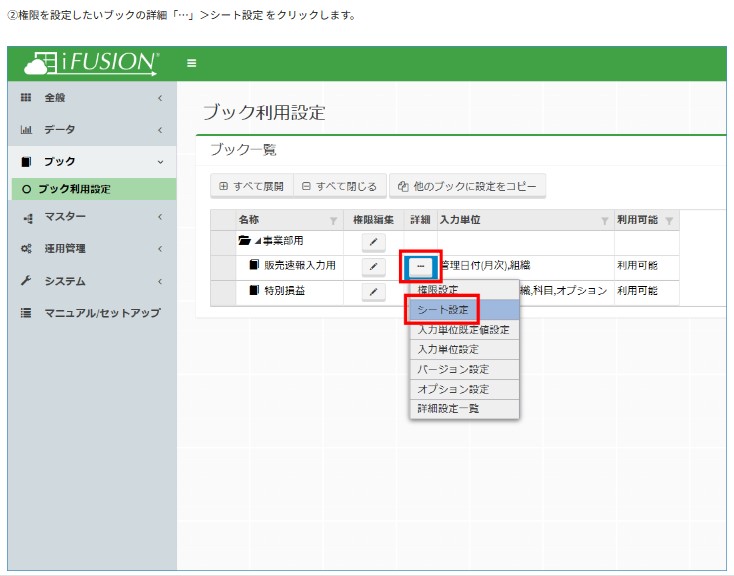 ②権限を設定したいブックの詳細「…」＞シート設定 をクリックします。
iFUSION®
全般
データ
ブック
ブック利用設定
マスター
運用管理
システム
マニュアル/セットアップ
ブック利用設定
ブック一覧
すべて展開 すべて閉じる 他のブックに設定をコピー
名称 権限編集 詳細 入力単位 利用可能
事業部用
販売速報入力用 … 管理日付(月次),組織 利用可能
特別損益 織,科目,オプション 利用可能
権限設定
シート設定
入力単位既定値設定
入力単位設定
バージョン設定
オプション設定
詳細設定一覧